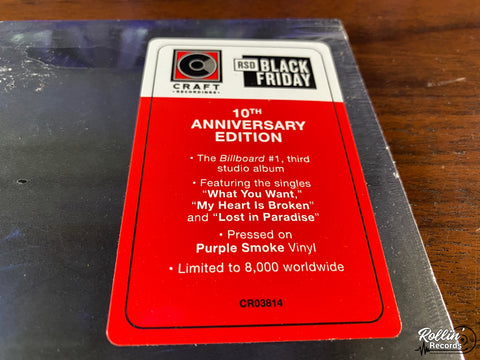 CRAFT
RECORDINGS
RSD BLACK
FRIDAY
10TH
ANNIVERSARY
EDITION
• The Billboard #1, third
studio album
• Featuring the singles
“What You Want,”
“My Heart Is Broken”
and “Lost in Paradise”
• Pressed on
Purple Smoke Vinyl
• Limited to 8,000 worldwide
CR03814
Rollin'
Records